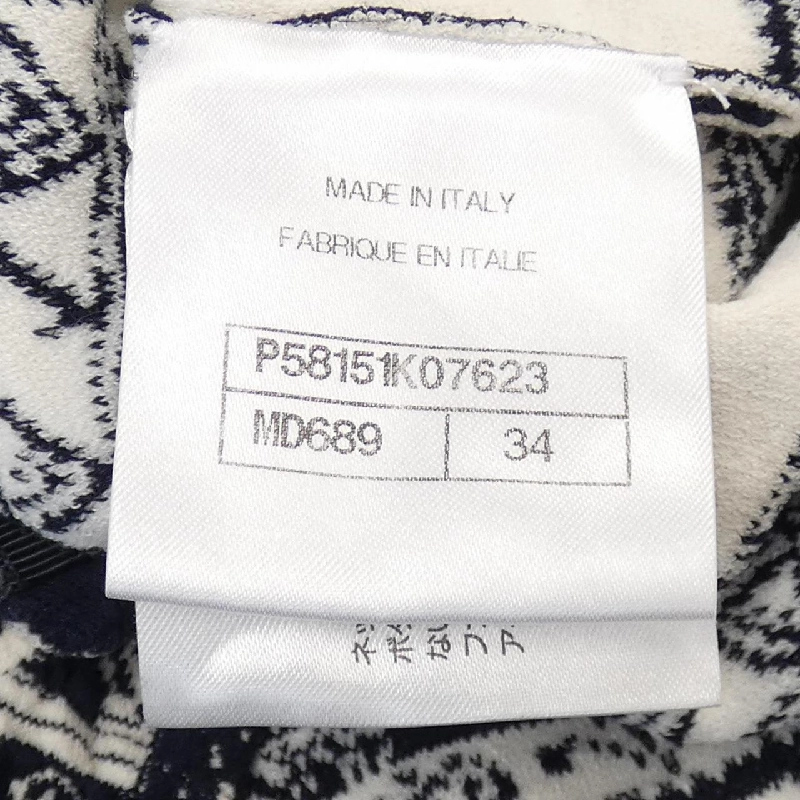 MADE IN ITALY
FABRIQUE EN ITALIE
P58151K07623
MD689 34